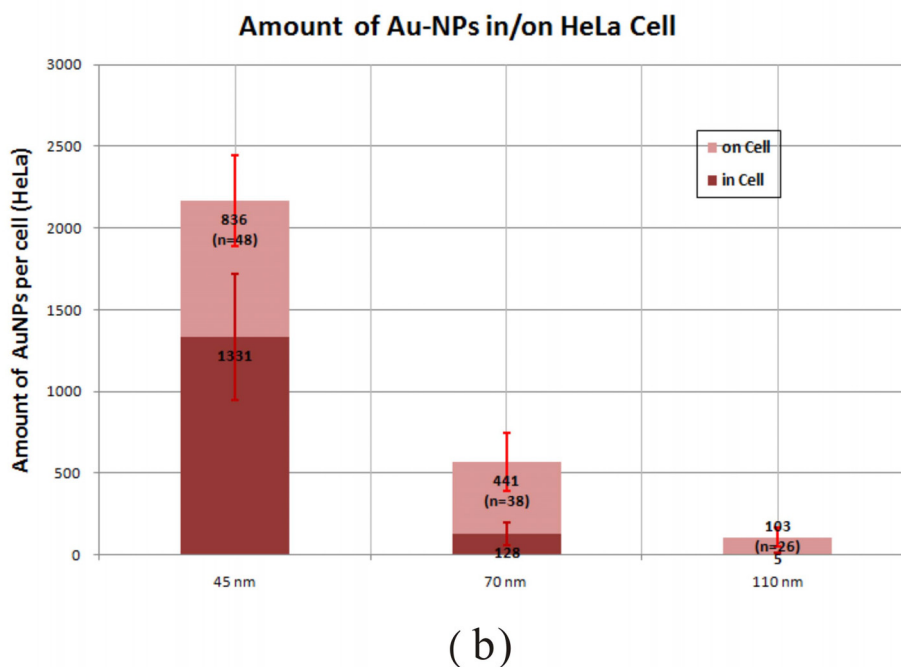 Amount of Au-NPs in/on HeLa Cell
Amount of AuNPs per cell (HeLa)
3000
2500
2000
1500
1000
500
0
on Cell
in Cell
836
(n=48)
1331
441
(n=38)
128
103
(n=26)
5
45 nm
70 nm
110 nm
( b)